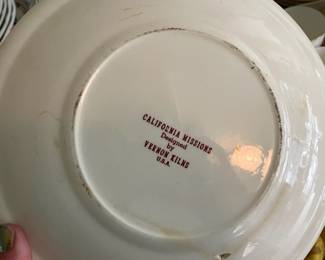 CALIFORNIA MISSIONS
Designed
by
VERNON KILNS
U.S.A.